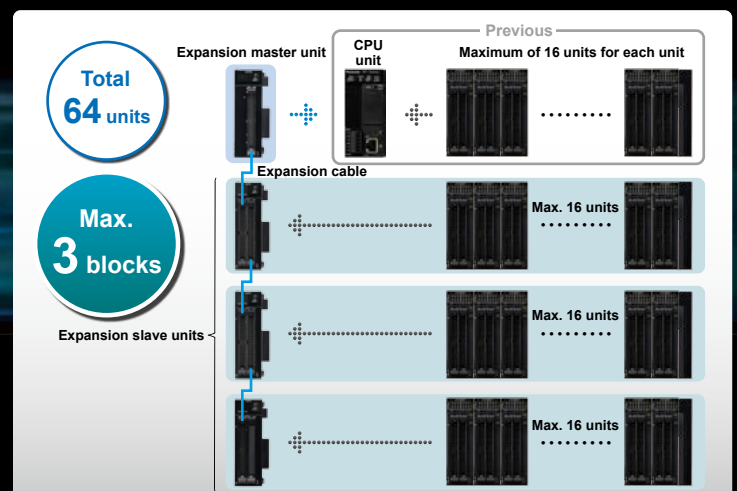 Previous
Expansion master unit
CPU
unit
Maximum of 16 units for each unit
Total
64 units
Expansion cable
Max.
3 blocks
Max. 16 units
Expansion slave units
Max. 16 units
Max. 16 units